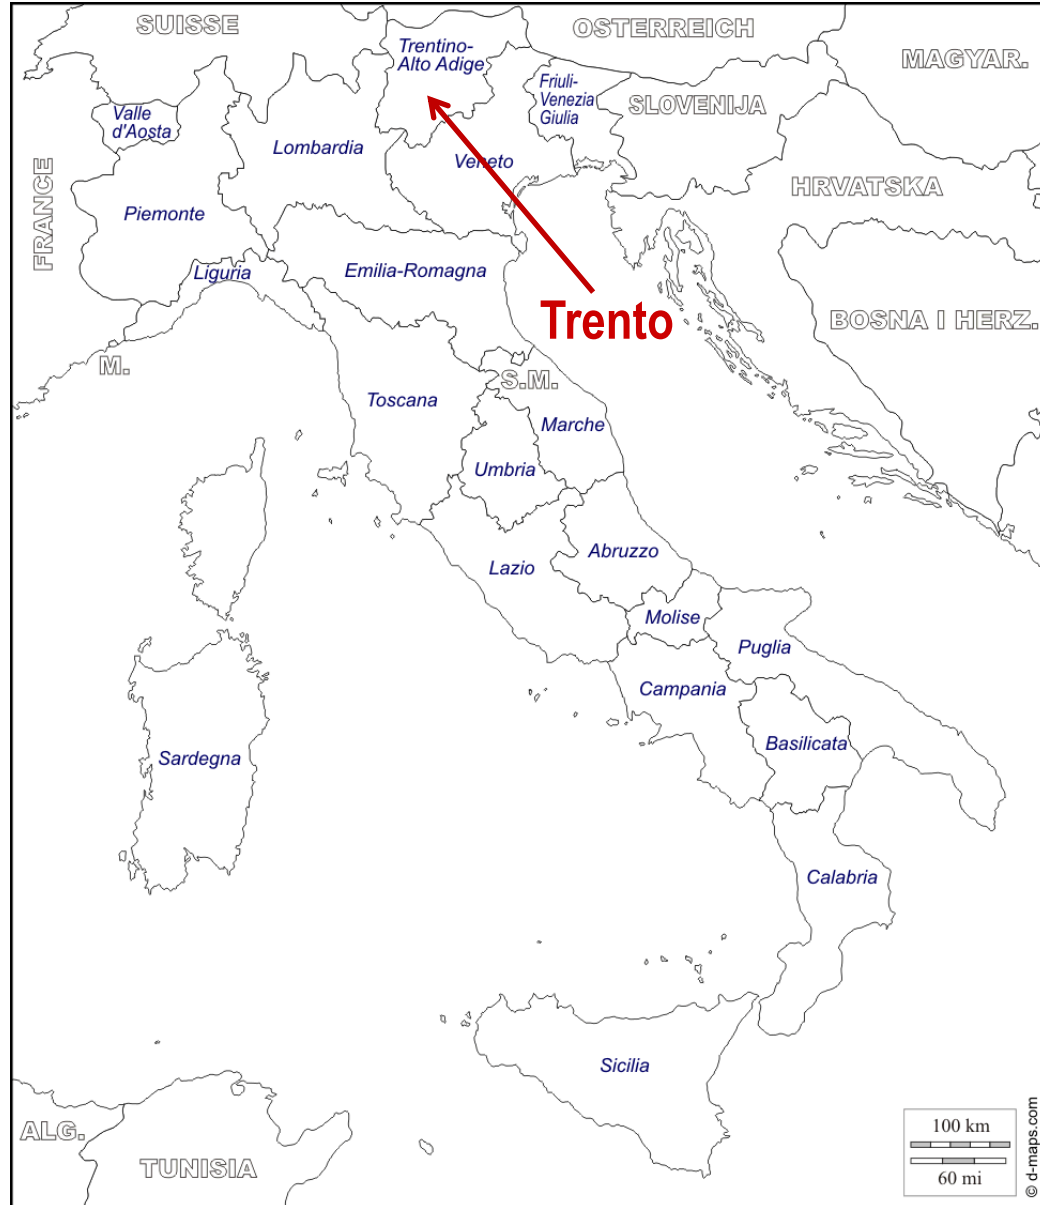 SUISSE
OSTERREICH
MAGYAR.
Trentino-
Alto Adige
Friuli-
Venezia
Giulia
SLOVENIJA
Valle
d'Aosta
Lombardia
Veneto
HRVATSKA
FRANCE
Piemonte
Liguria
Emilia-Romagna
Trento
BOSNA I HERZ.
M.
S.M.
Toscana
Marche
Umbria
Abruzzo
Lazio
Molise
Puglia
Campania
Basilicata
Sardegna
Calabria
Sicilia
ALG.
TUNISIA
100 km
60 mi
© d-maps.com